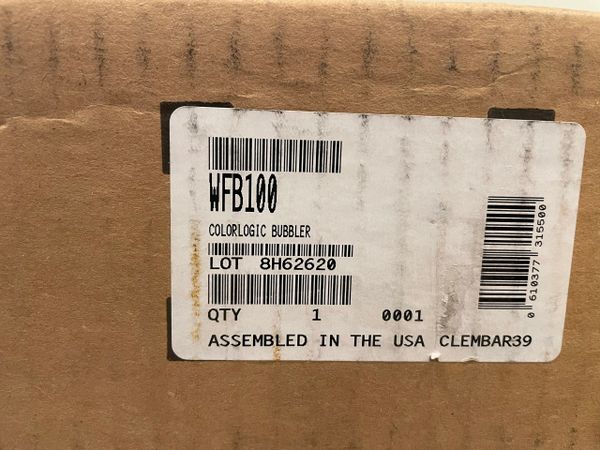 WFB100
COLORLOGIC BUBBLER
LOT 8H62620
QTY 1 0001
ASSEMBLED IN THE USA CLEMBAR39
0 610377 315500